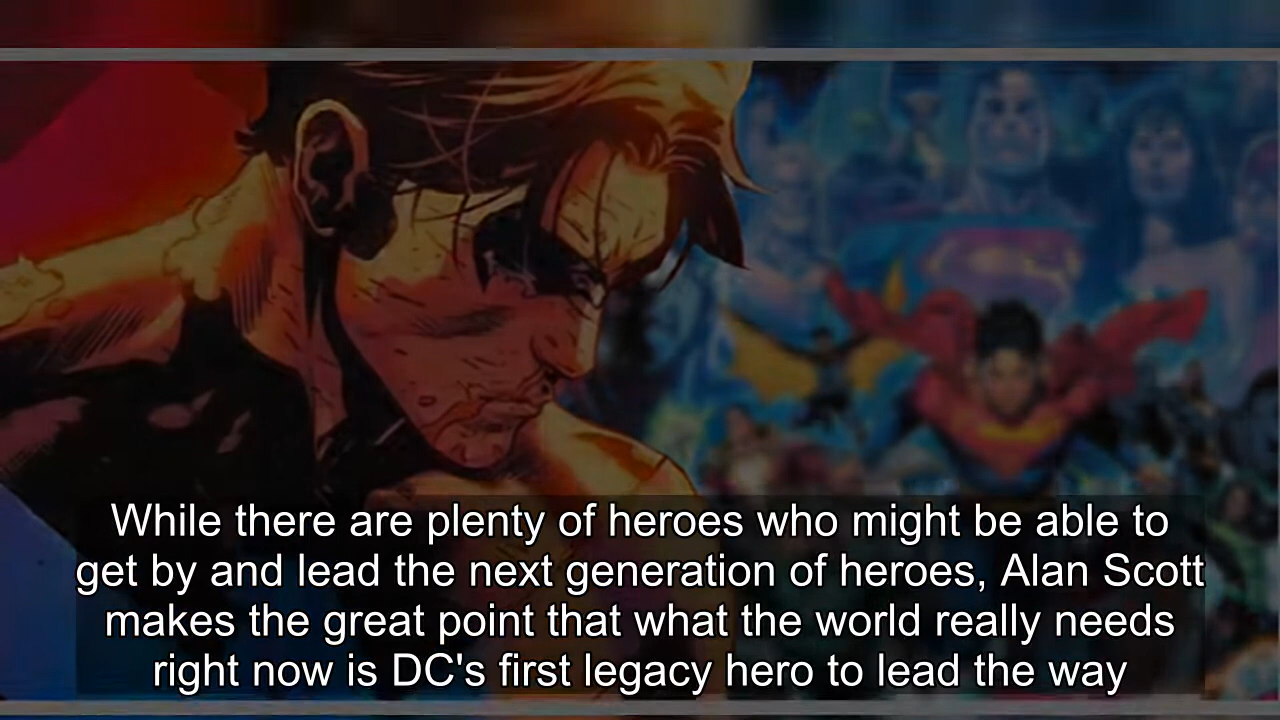 While there are plenty of heroes who might be able to
get by and lead the next generation of heroes, Alan Scott
makes the great point that what the world really needs
right now is DC's first legacy hero to lead the way